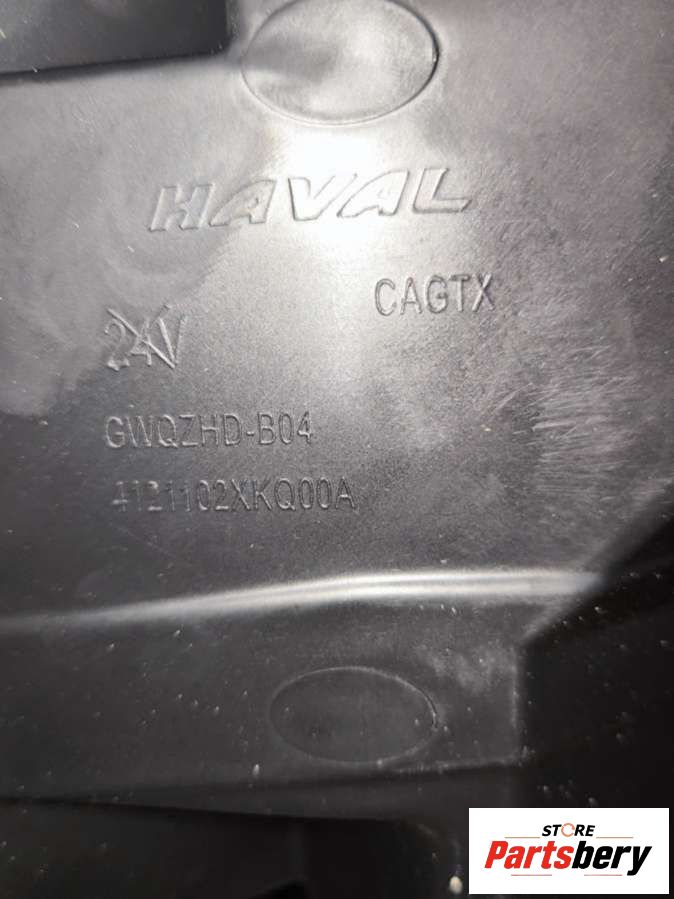 HAVAL
CAGTX
24V
GWQZHD-B04
4121102XKQ00A
STORE
Partsbery